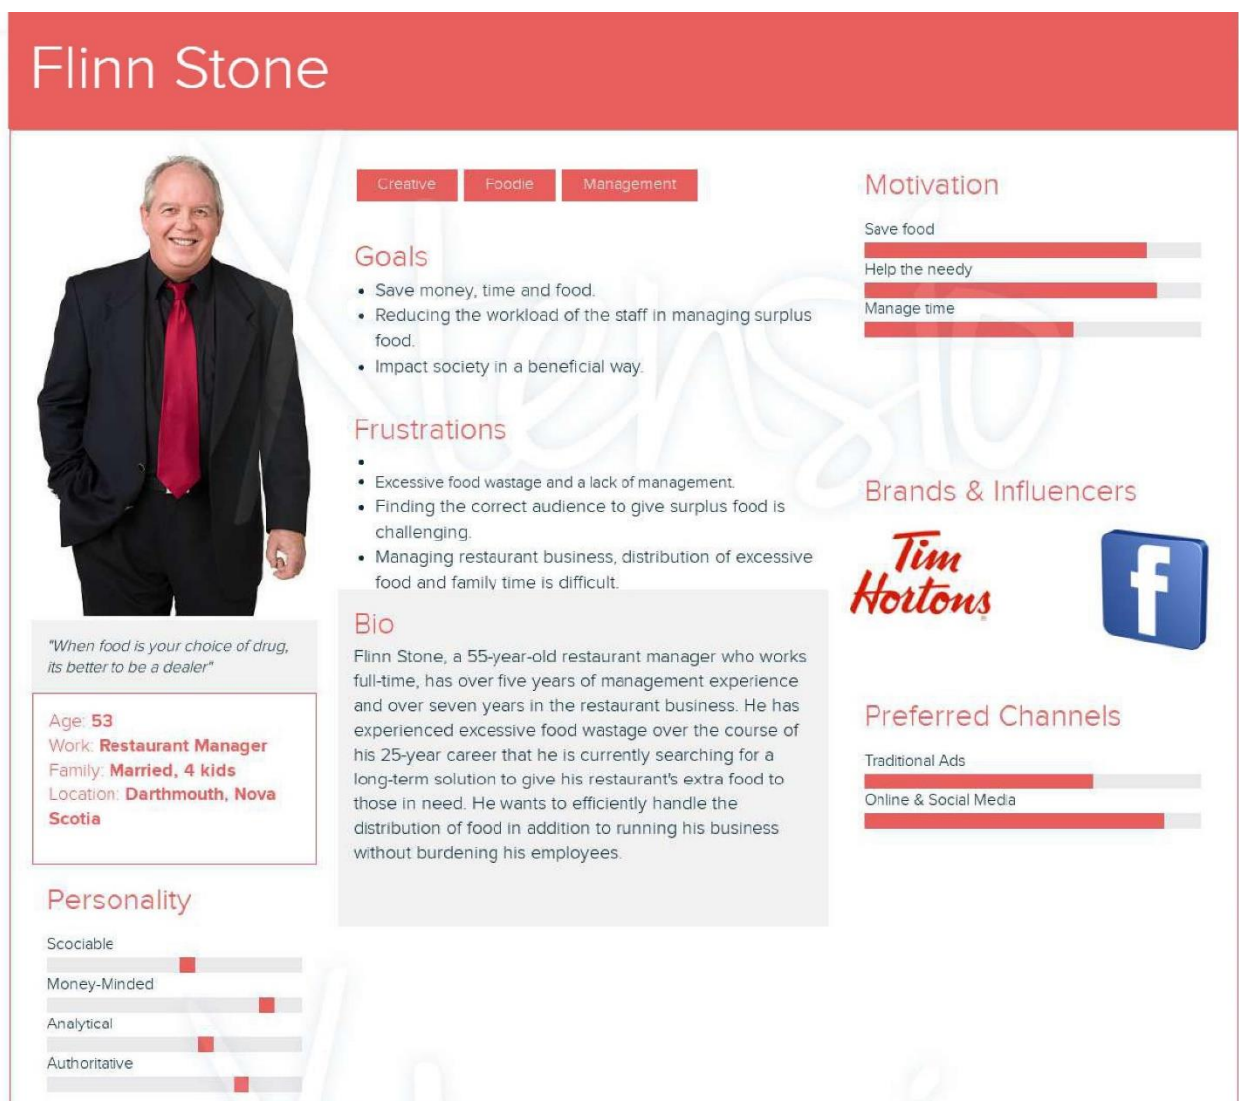 Flinn Stone
Creative
Foodie
Management
Goals
• Save money, time and food.
• Reducing the workload of the staff in managing surplus
food.
• Impact society in a beneficial way.
Frustrations
•
• Excessive food wastage and a lack of management.
• Finding the correct audience to give surplus food is
challenging.
• Managing restaurant business, distribution of excessive
food and family time is difficult.
Bio
Flinn Stone, a 55-year-old restaurant manager who works
full-time, has over five years of management experience
and over seven years in the restaurant business. He has
experienced excessive food wastage over the course of
his 25-year career that he is currently searching for a
long-term solution to give his restaurant's extra food to
those in need. He wants to efficiently handle the
distribution of food in addition to running his business
without burdening his employees.
"When food is your choice of drug,
its better to be a dealer"
Age: 53
Work: Restaurant Manager
Family: Married, 4 kids
Location: Darthmouth, Nova
Scotia
Personality
Scociable
Money-Minded
Analytical
Authoritative
Motivation
Save food
Help the needy
Manage time
Brands & Influencers
Tim
Hortons
f
Preferred Channels
Traditional Ads
Online & Social Media
Xtensio